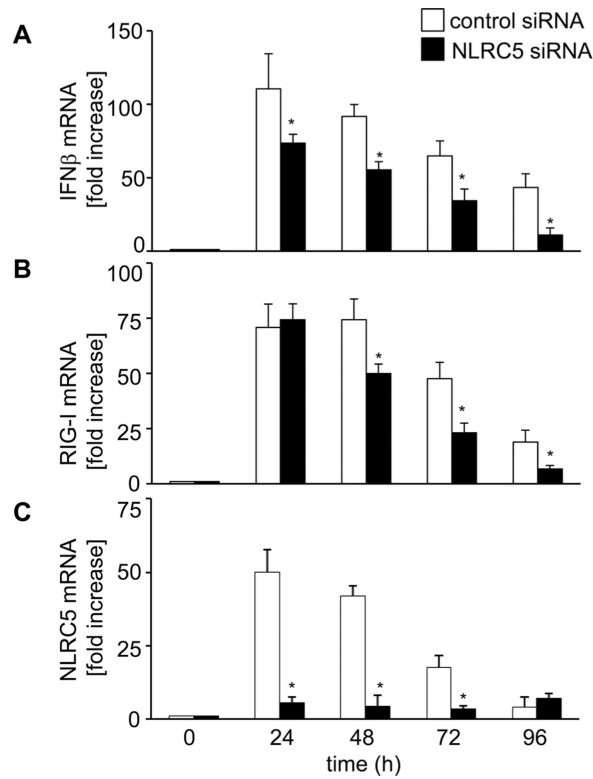 control siRNA
NLRC5 siRNA
A
IFNβ mRNA
[fold increase]
150
100
50
0
*
*
*
*
B
RIG-I mRNA
[fold increase]
100
75
50
25
0
*
*
*
C
NLRC5 mRNA
[fold increase]
75
50
25
0
*
*
*
0 24 48 72 96
time (h)